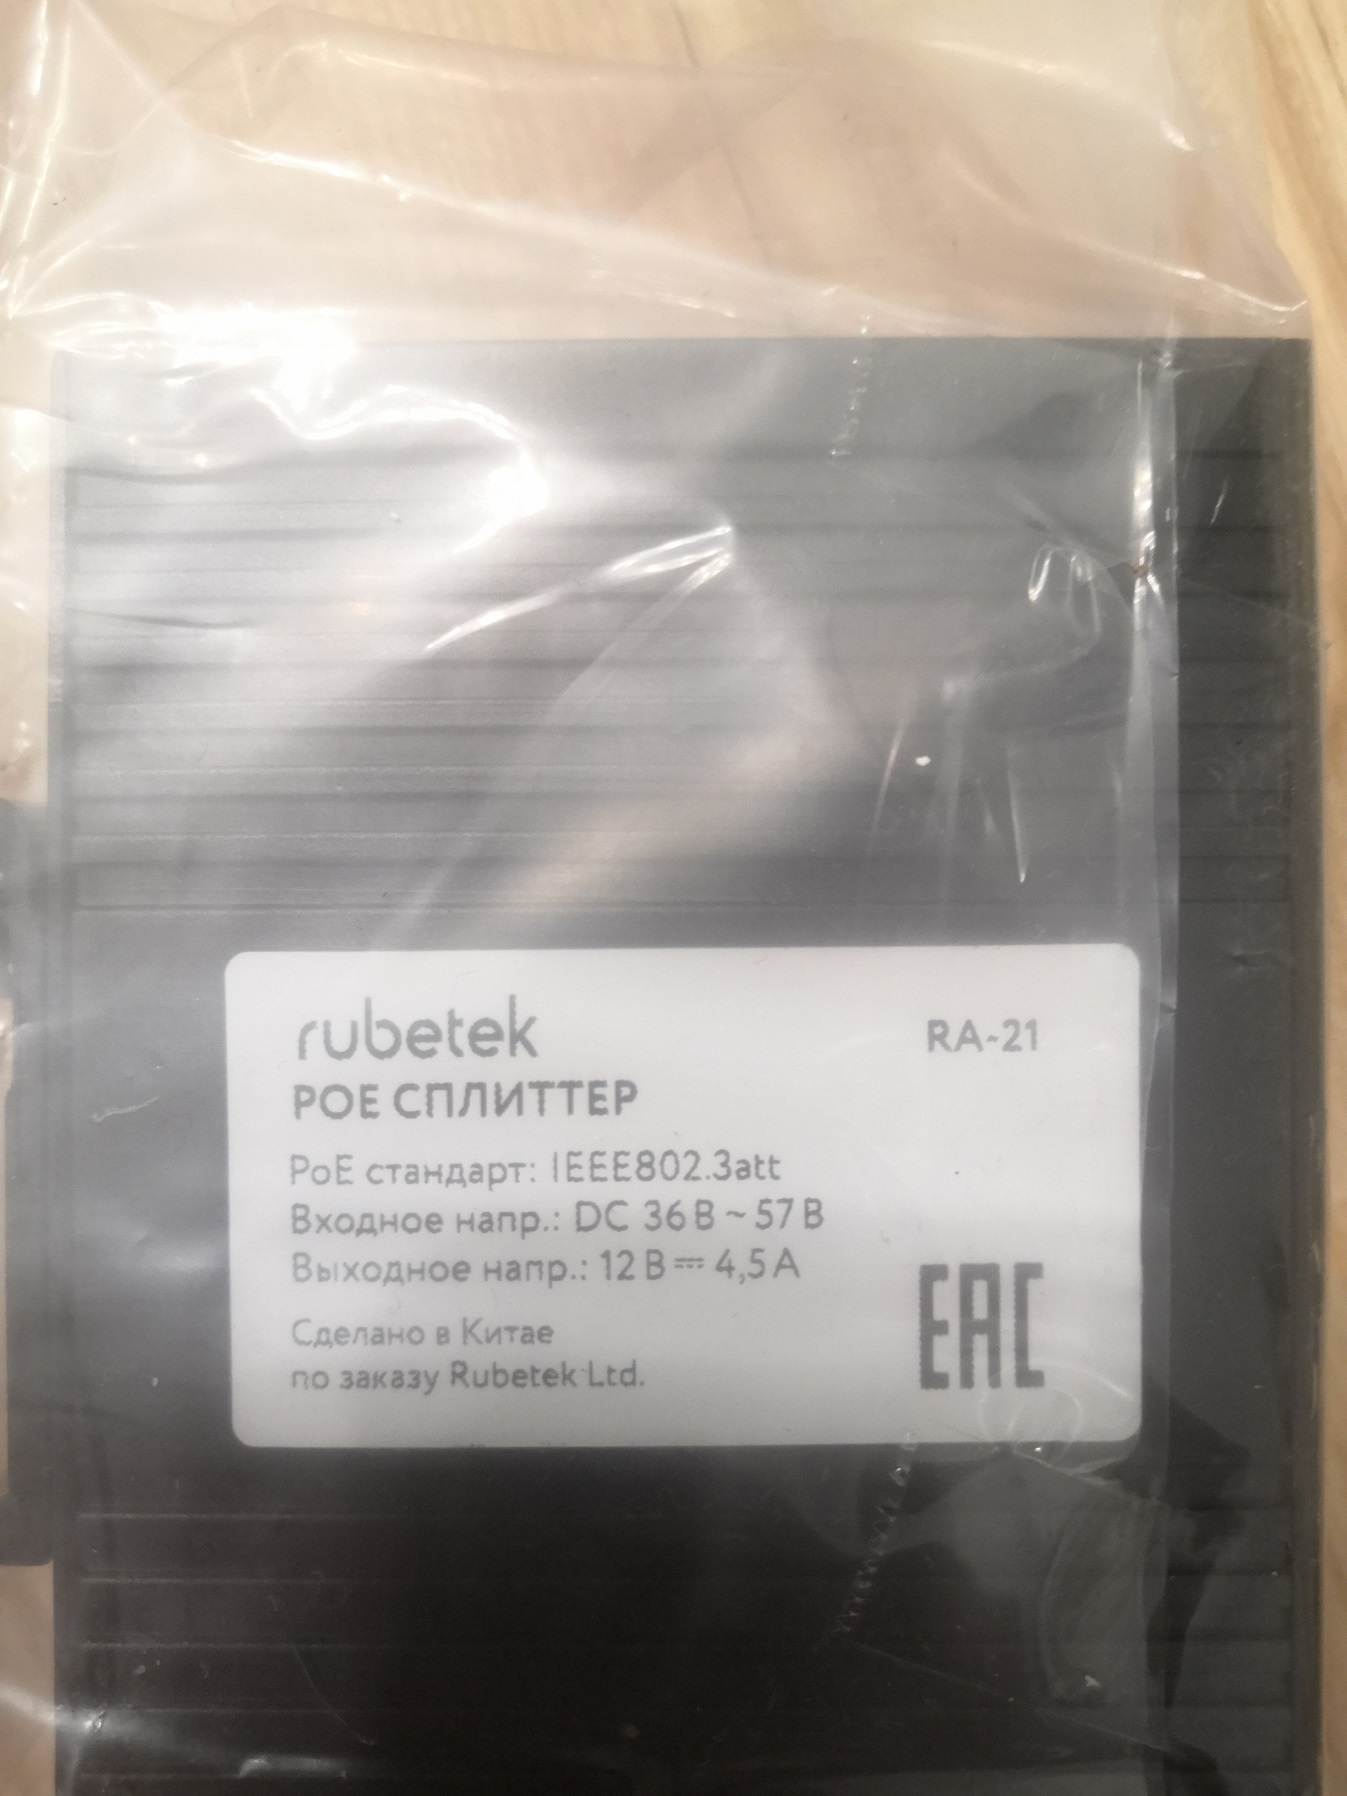 rubetek RA-21
POE СПЛИТТЕР
PoE стандарт: IEEE802.3att
Входное напр.: DC 36 В ~ 57 В
Выходное напр.: 12 В ⎓ 4,5 А
Сделано в Китае
по заказу Rubetek Ltd.
EAC